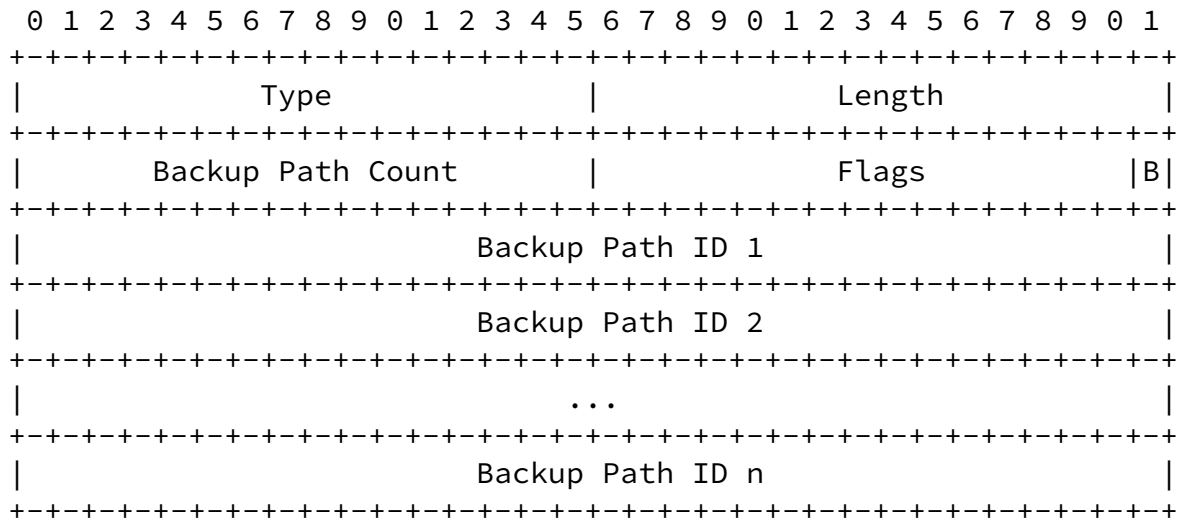 0 1 2 3 4 5 6 7 8 9 0 1 2 3 4 5 6 7 8 9 0 1 2 3 4 5 6 7 8 9 0 1
+-+-+-+-+-+-+-+-+-+-+-+-+-+-+-+-+-+-+-+-+-+-+-+-+-+-+-+-+-+-+-+-+
|             Type              |             Length            |
+-+-+-+-+-+-+-+-+-+-+-+-+-+-+-+-+-+-+-+-+-+-+-+-+-+-+-+-+-+-+-+-+
|       Backup Path Count       |             Flags           |B|
+-+-+-+-+-+-+-+-+-+-+-+-+-+-+-+-+-+-+-+-+-+-+-+-+-+-+-+-+-+-+-+-+
|                         Backup Path ID 1                      |
+-+-+-+-+-+-+-+-+-+-+-+-+-+-+-+-+-+-+-+-+-+-+-+-+-+-+-+-+-+-+-+-+
|                         Backup Path ID 2                      |
+-+-+-+-+-+-+-+-+-+-+-+-+-+-+-+-+-+-+-+-+-+-+-+-+-+-+-+-+-+-+-+-+
|                              ...                              |
+-+-+-+-+-+-+-+-+-+-+-+-+-+-+-+-+-+-+-+-+-+-+-+-+-+-+-+-+-+-+-+-+
|                         Backup Path ID n                      |
+-+-+-+-+-+-+-+-+-+-+-+-+-+-+-+-+-+-+-+-+-+-+-+-+-+-+-+-+-+-+-+-+